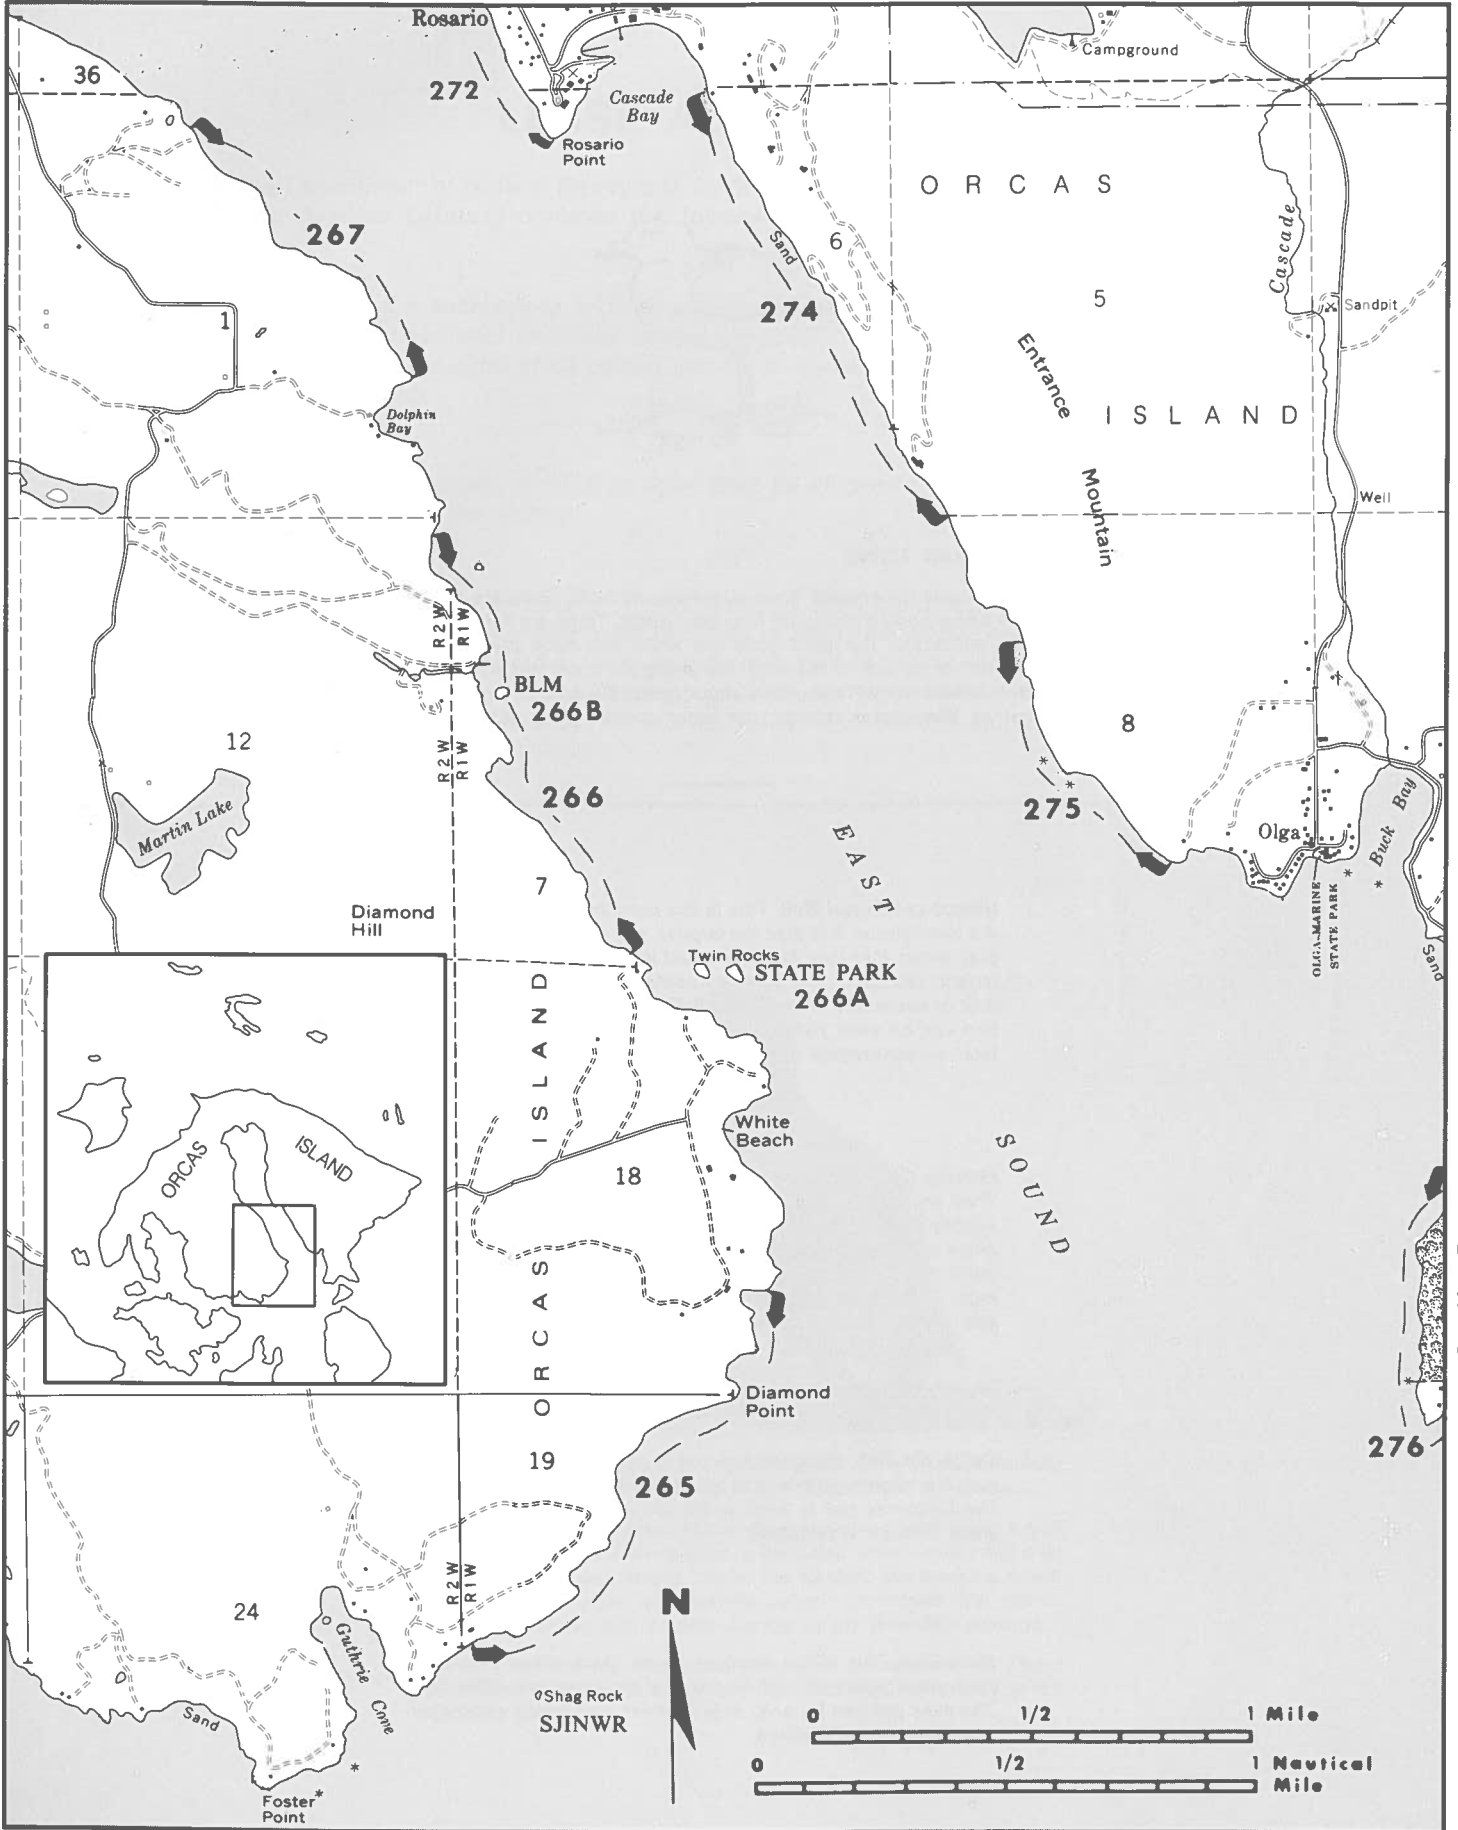 Rosario
36
272
Cascade
Bay
Campground
Rosario
Point
O R C A S
267
Sand
6
Cascade
274
5
Sandpit
1
Entrance
Dolphin
Bay
I S L A N D
Mountain
Well
R2W
R1W
BLM
266B
12
R2W
R1W
8
266
275
Martin Lake
EAST
Olga
Buck Bay
7
Diamond
Hill
OLGA-MARINE
STATE PARK
Sand
Twin Rocks
STATE PARK
266A
ISLAND
ORCAS
ISLAND
White
Beach
18
SOUND
ORCAS
Diamond
Point
276
19
265
R2W
R1W
24
Guthrie Cove
N
Sand
Shag Rock
SJINWR
0 1/2 1 Mile
0 1/2 1 Nautical
Mile
Foster
Point